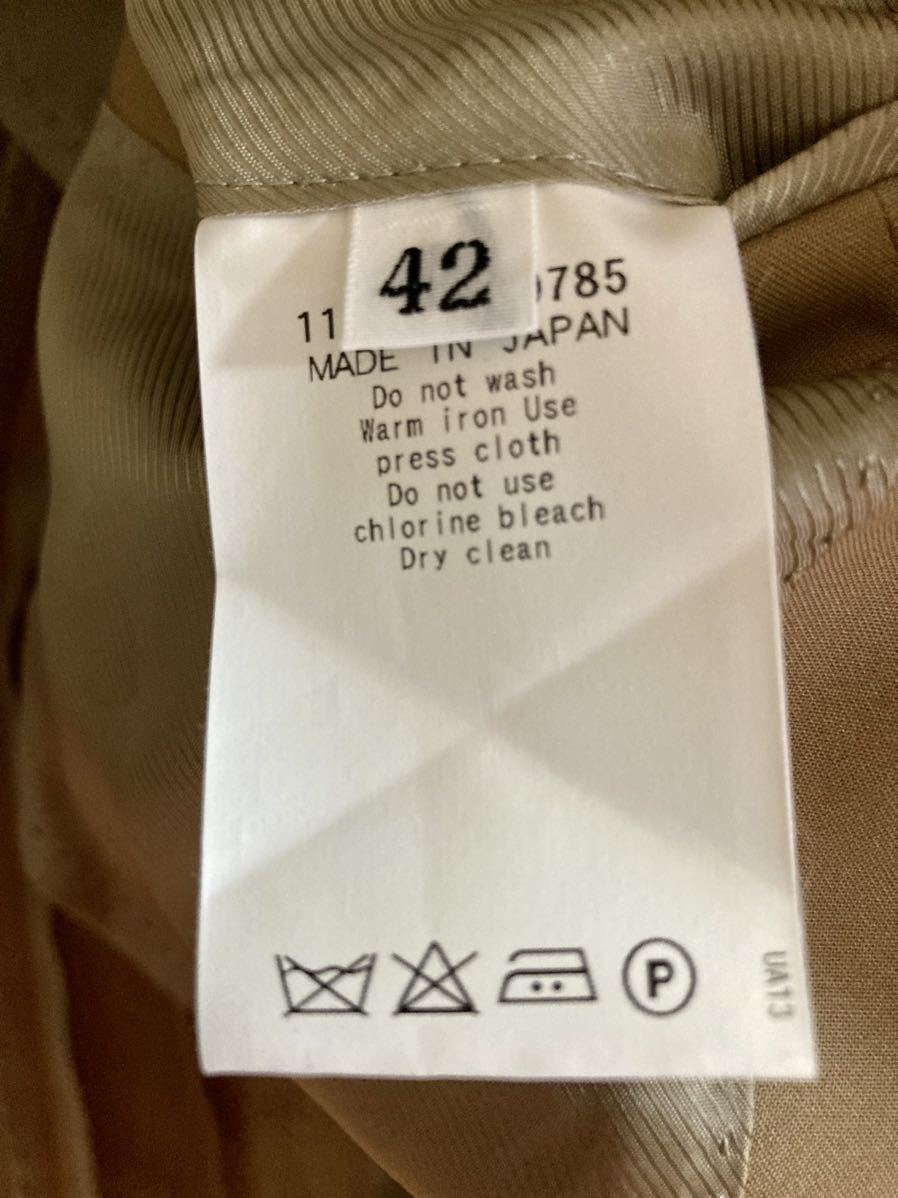 42
11 0785
MADE IN JAPAN
Do not wash
Warm iron Use
press cloth
Do not use
chlorine bleach
Dry clean
P
UA13